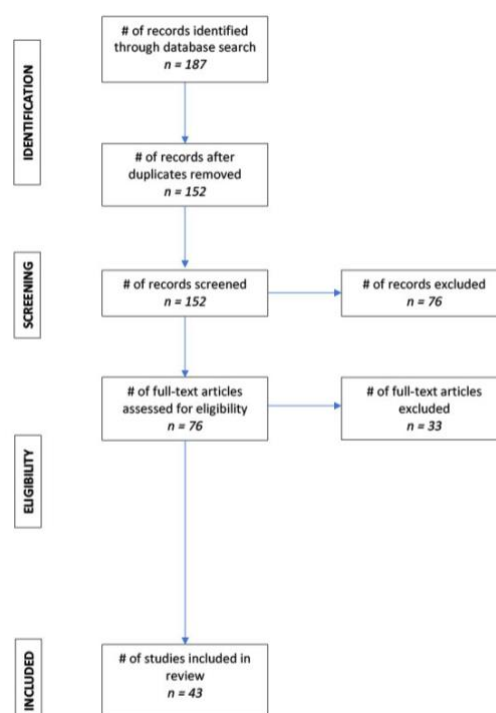 # of records identified
through database search
n = 187
IDENTIFICATION
# of records after
duplicates removed
n = 152
SCREENING
# of records screened
n = 152
# of records excluded
n = 76
# of full-text articles
assessed for eligibility
n = 76
# of full-text articles
excluded
n = 33
ELIGIBILITY
# of studies included in
review
n = 43
INCLUDED